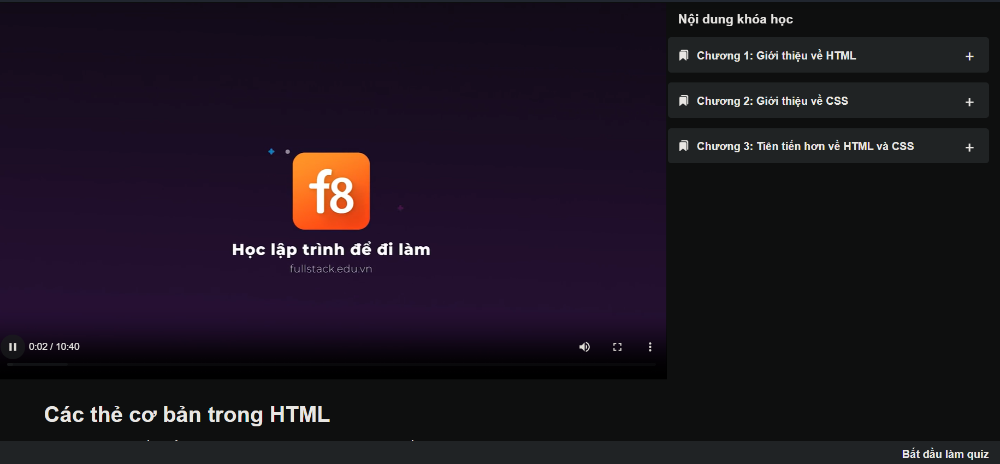 Nội dung khóa học
Chương 1: Giới thiệu về HTML
+
Chương 2: Giới thiệu về CSS
+
Chương 3: Tiên tiến hơn về HTML và CSS
+
f8
Học lập trình để đi làm
fullstack.edu.vn
0:02 / 10:40
Các thẻ cơ bản trong HTML
Bắt đầu làm quiz